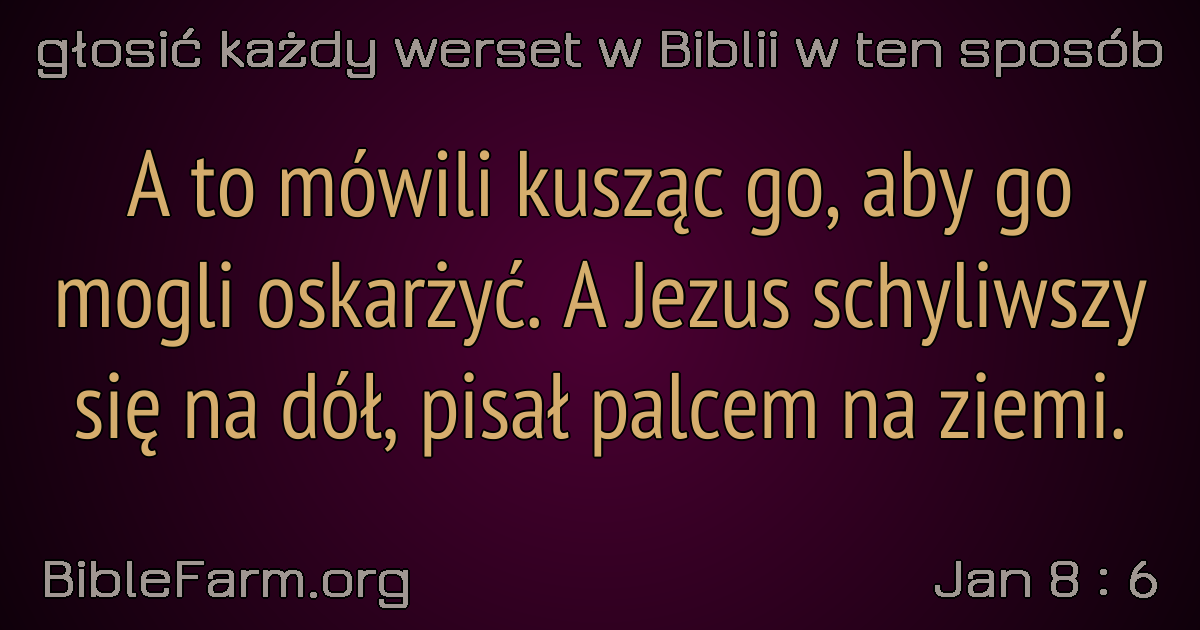 głosić każdy werset w Biblii w ten sposób
A to mówili kusząc go, aby go
mogli oskarżyć. A Jezus schyliwszy
się na dół, pisał palcem na ziemi.
BibleFarm.org
Jan 8 : 6